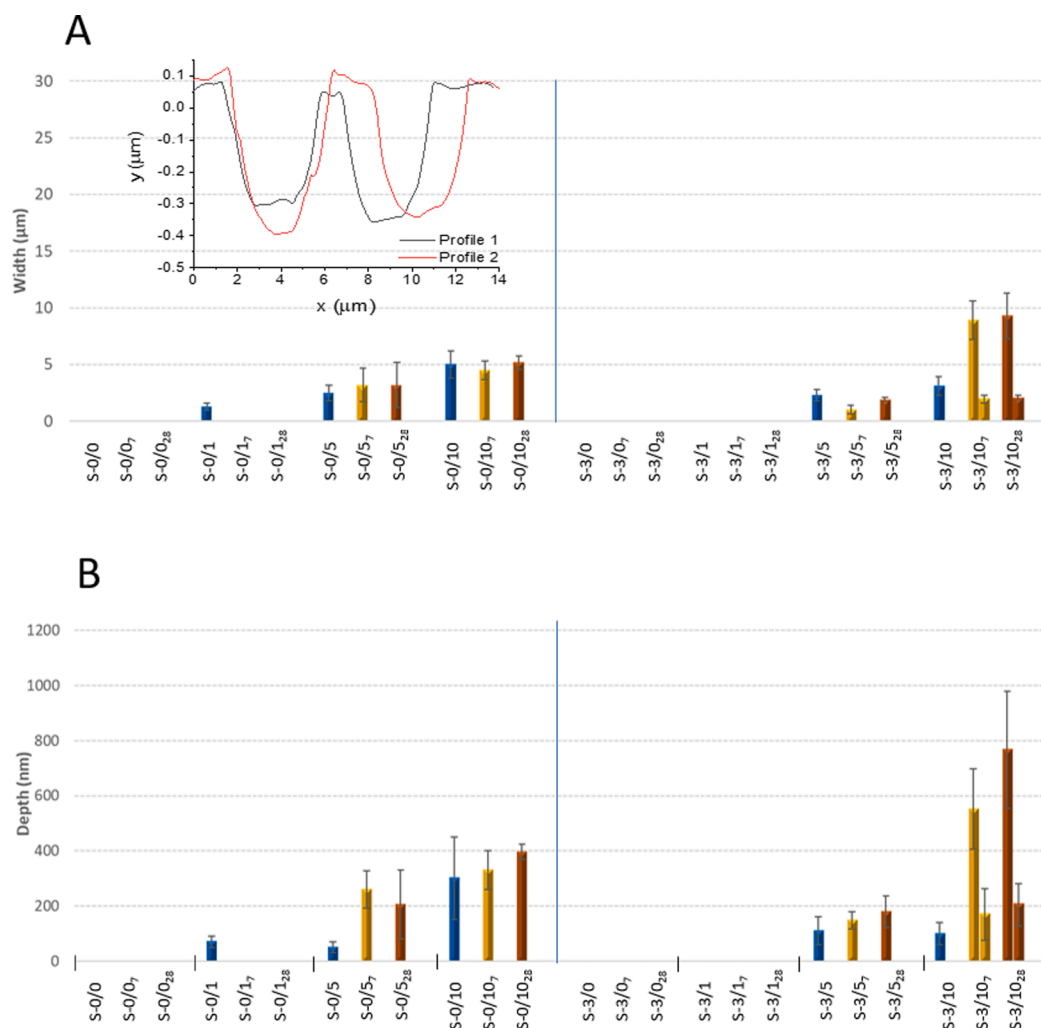 A
30
25
20
15
10
5
0
Width (µm)
0.1
0.0
-0.1
-0.2
-0.3
-0.4
-0.5
y (µm)
0 2 4 6 8 10 12 14
x (µm)
Profile 1
Profile 2
S-0/0
S-0/0₇
S-0/0₂₈
S-0/1
S-0/1₇
S-0/1₂₈
S-0/5
S-0/5₇
S-0/5₂₈
S-0/10
S-0/10₇
S-0/10₂₈
S-3/0
S-3/0₇
S-3/0₂₈
S-3/1
S-3/1₇
S-3/1₂₈
S-3/5
S-3/5₇
S-3/5₂₈
S-3/10
S-3/10₇
S-3/10₂₈
B
1200
1000
800
600
400
200
0
Depth (nm)
S-0/0
S-0/0₇
S-0/0₂₈
S-0/1
S-0/1₇
S-0/1₂₈
S-0/5
S-0/5₇
S-0/5₂₈
S-0/10
S-0/10₇
S-0/10₂₈
S-3/0
S-3/0₇
S-3/0₂₈
S-3/1
S-3/1₇
S-3/1₂₈
S-3/5
S-3/5₇
S-3/5₂₈
S-3/10
S-3/10₇
S-3/10₂₈